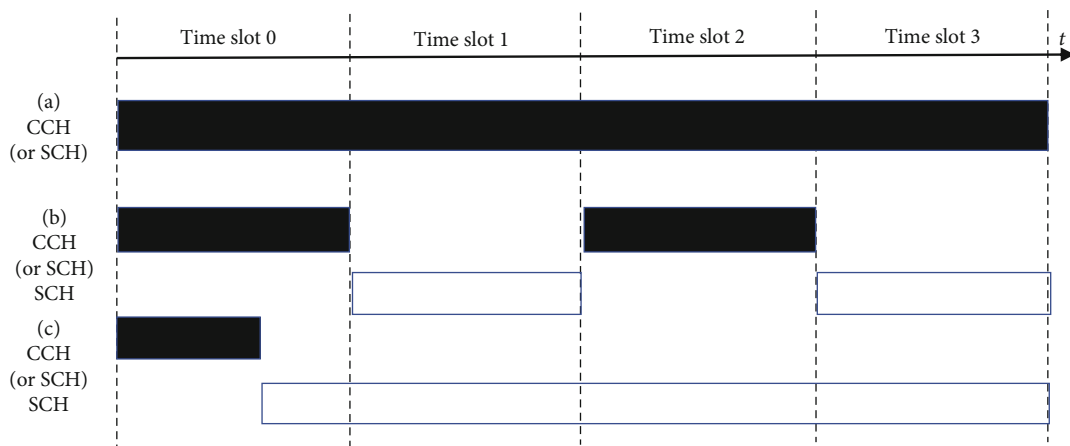 Time slot 0 Time slot 1 Time slot 2 Time slot 3 t
(a)
CCH
(or SCH)
(b)
CCH
(or SCH)
SCH
(c)
CCH
(or SCH)
SCH